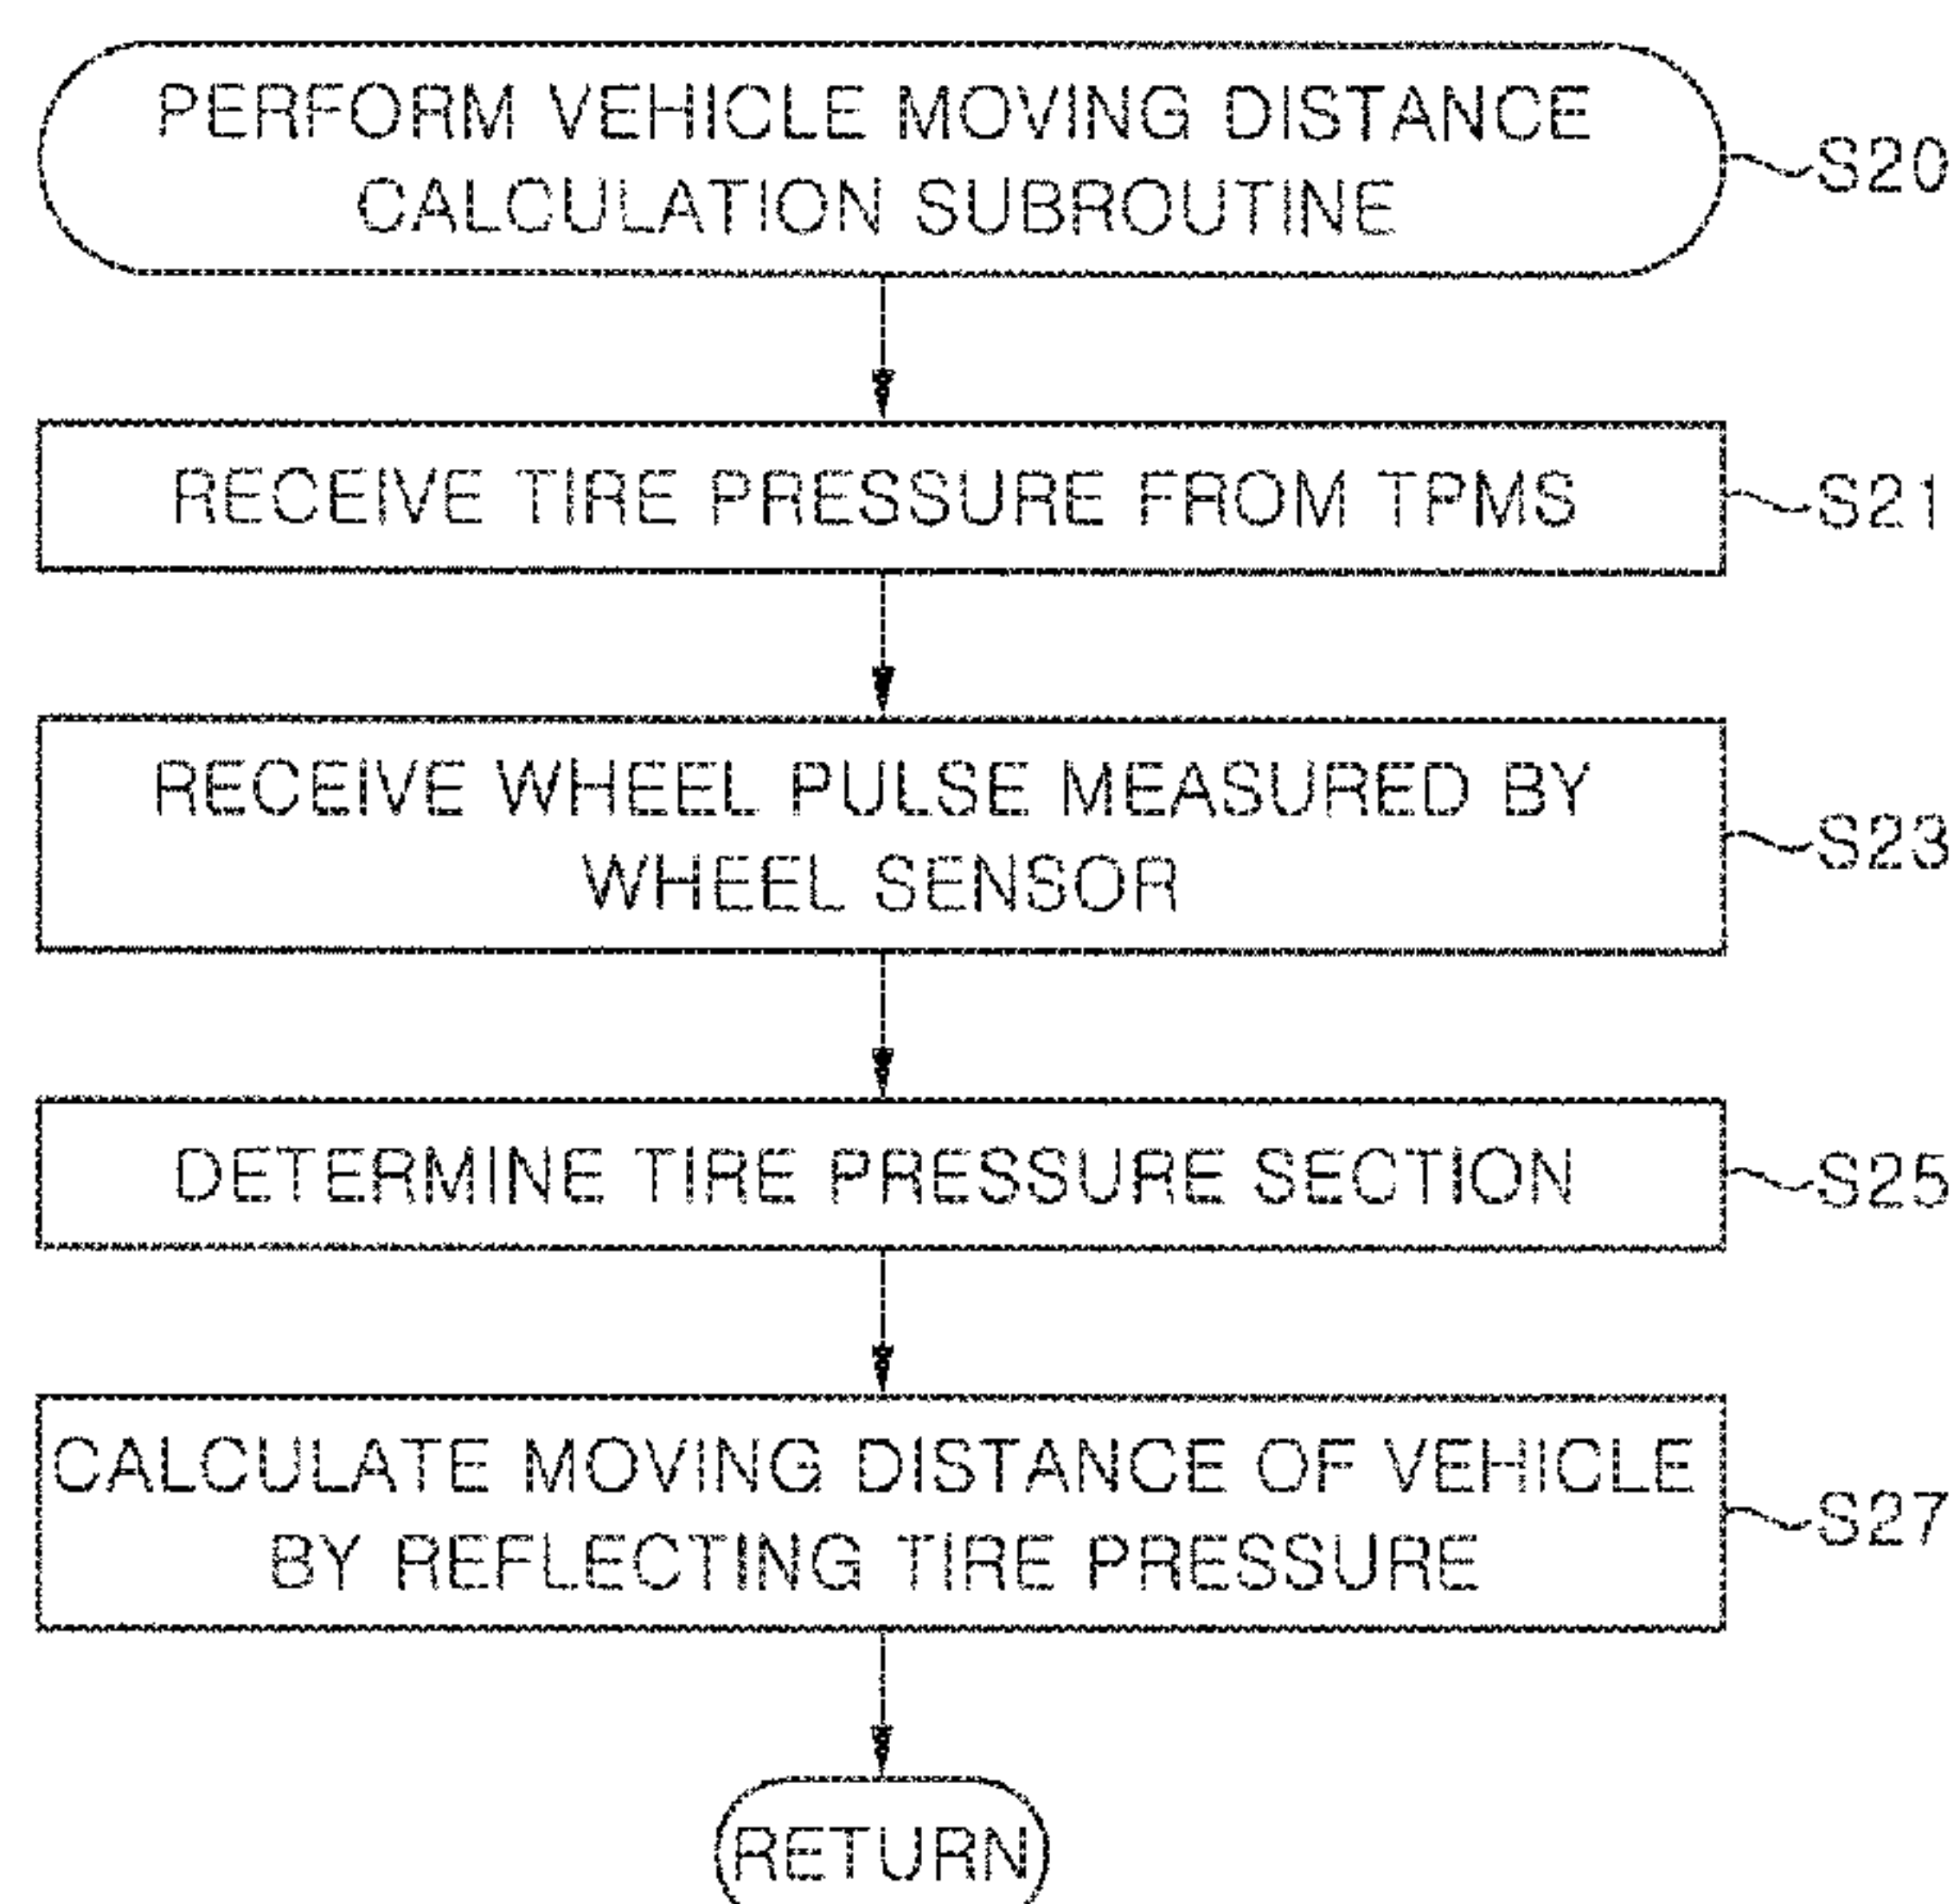 PERFORM VEHICLE MOVING DISTANCE
CALCULATION SUBROUTINE
S20
RECEIVE TIRE PRESSURE FROM TPMS
S21
RECEIVE WHEEL PULSE MEASURED BY
WHEEL SENSOR
S23
DETERMINE TIRE PRESSURE SECTION
S25
CALCULATE MOVING DISTANCE OF VEHICLE
BY REFLECTING TIRE PRESSURE
S27
RETURN